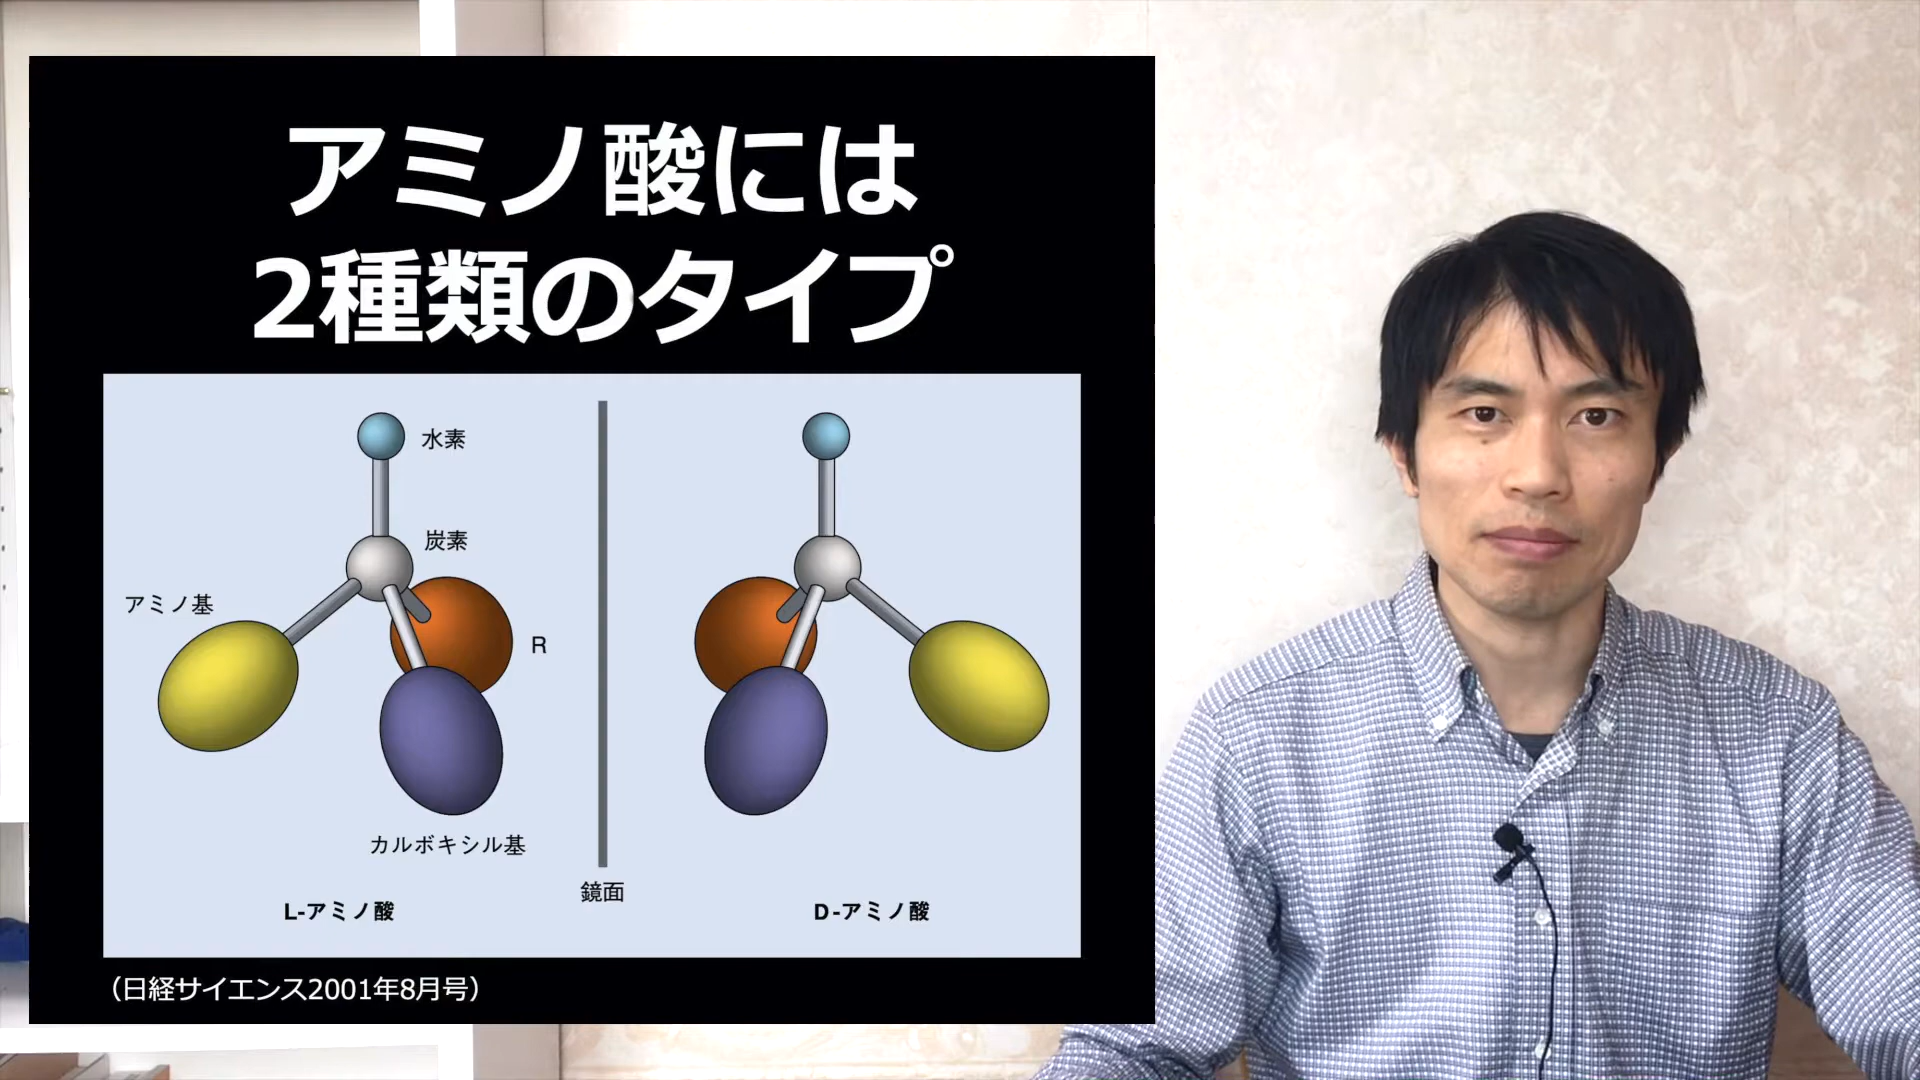 アミノ酸には
2種類のタイプ
水素
炭素
アミノ基
R
カルボキシル基
鏡面
L-アミノ酸
D-アミノ酸
（日経サイエンス2001年8月号）